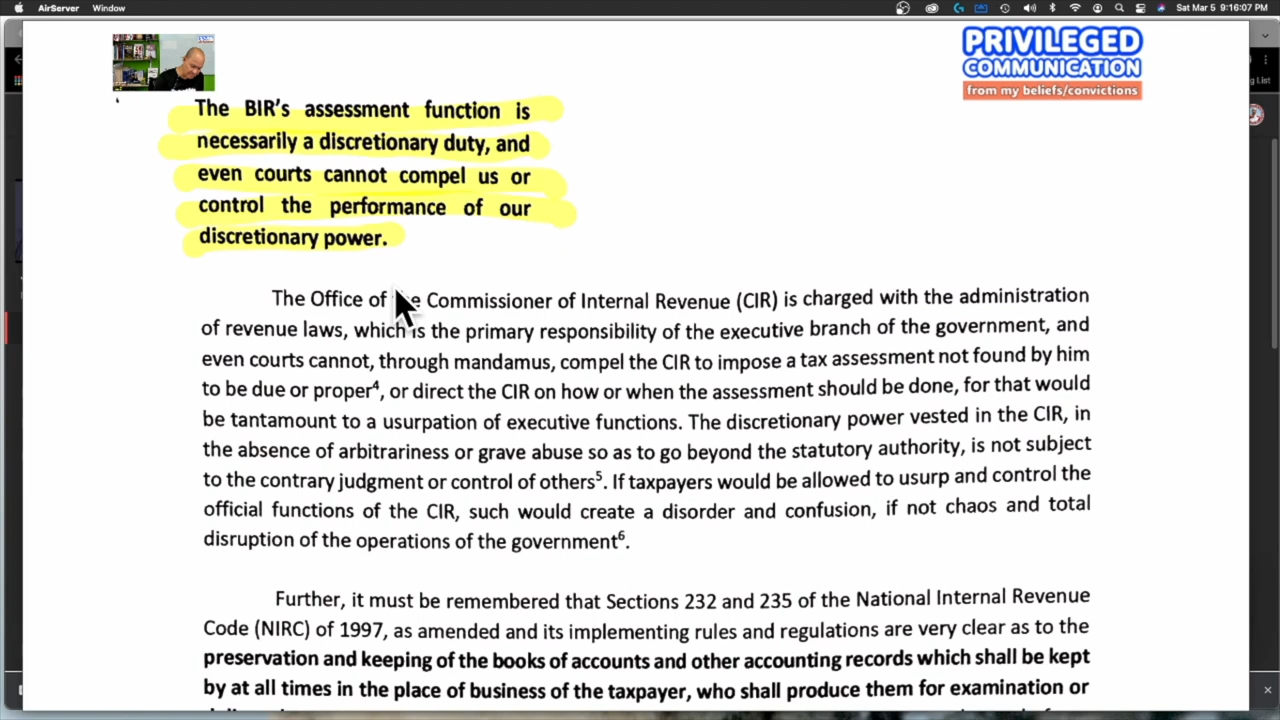 AirServer Window Sat Mar 5 9:16:07 PM
PRIVILEGED
COMMUNICATION
from my beliefs/convictions
g List
The BIR's assessment function is
necessarily a discretionary duty, and
even courts cannot compel us or
control the performance of our
discretionary power.
The Office of the Commissioner of Internal Revenue (CIR) is charged with the administration
of revenue laws, which is the primary responsibility of the executive branch of the government, and
even courts cannot, through mandamus, compel the CIR to impose a tax assessment not found by him
to be due or proper⁴, or direct the CIR on how or when the assessment should be done, for that would
be tantamount to a usurpation of executive functions. The discretionary power vested in the CIR, in
the absence of arbitrariness or grave abuse so as to go beyond the statutory authority, is not subject
to the contrary judgment or control of others⁵. If taxpayers would be allowed to usurp and control the
official functions of the CIR, such would create a disorder and confusion, if not chaos and total
disruption of the operations of the government⁶.
Further, it must be remembered that Sections 232 and 235 of the National Internal Revenue
Code (NIRC) of 1997, as amended and its implementing rules and regulations are very clear as to the
preservation and keeping of the books of accounts and other accounting records which shall be kept
by at all times in the place of business of the taxpayer, who shall produce them for examination or